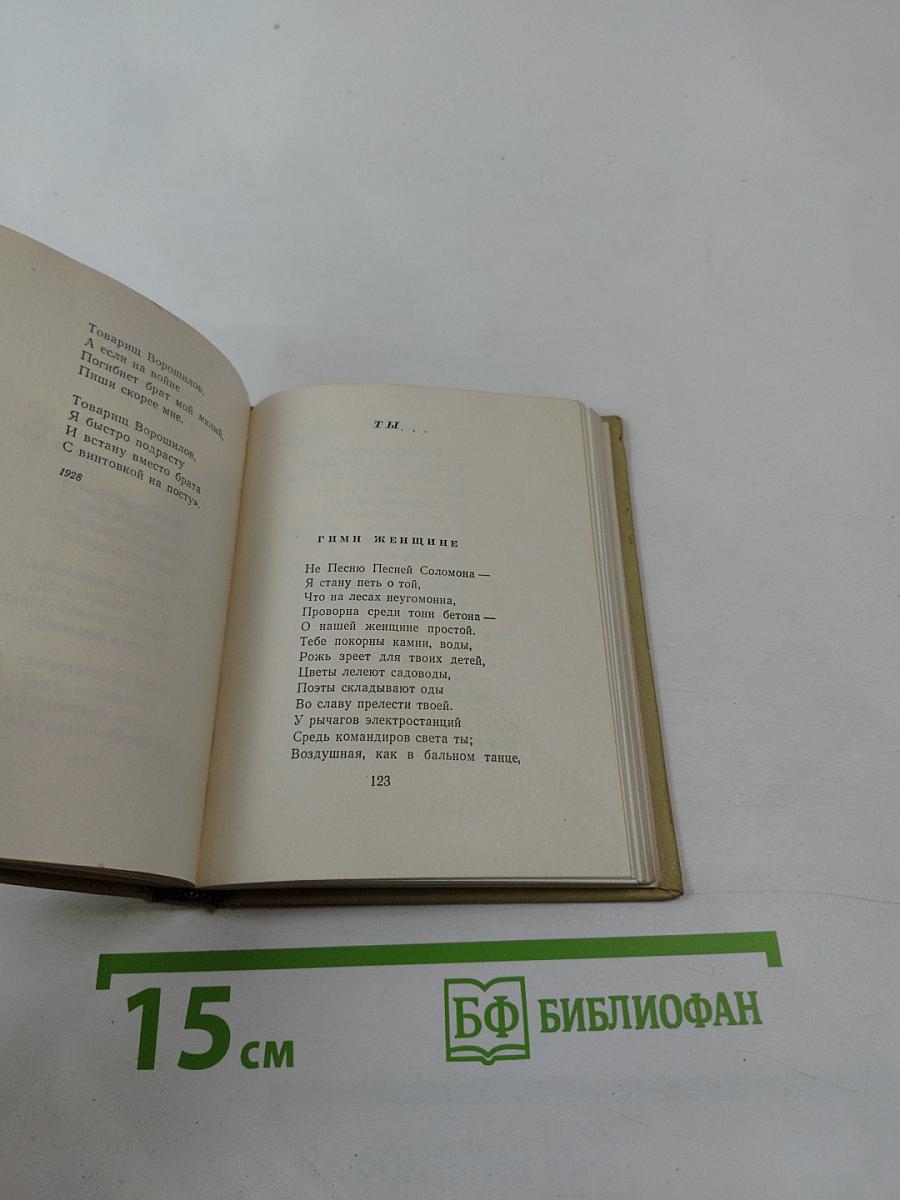 Товарищ Ворошилов,
А если на войне
Погибнет брат мой милый,
Пиши скорее мне.
Товарищ Ворошилов,
Я быстро подрасту
И встану вместо брата
С винтовкой на посту».
1928
ТЫ...
ГИМН ЖЕНЩИНЕ
Не Песню Песней Соломона —
Я стану петь о той,
Что на лесах неугомонна,
Проворна среди тонн бетона —
О нашей женщине простой.
Тебе покорны камни, воды,
Рожь зреет для твоих детей,
Цветы лелеют садоводы,
Поэты складывают оды
Во славу прелести твоей.
У рычагов электростанций
Средь командиров света ты;
Воздушная, как в бальном танце,
123
15 см
БФ БИБЛИОФАН